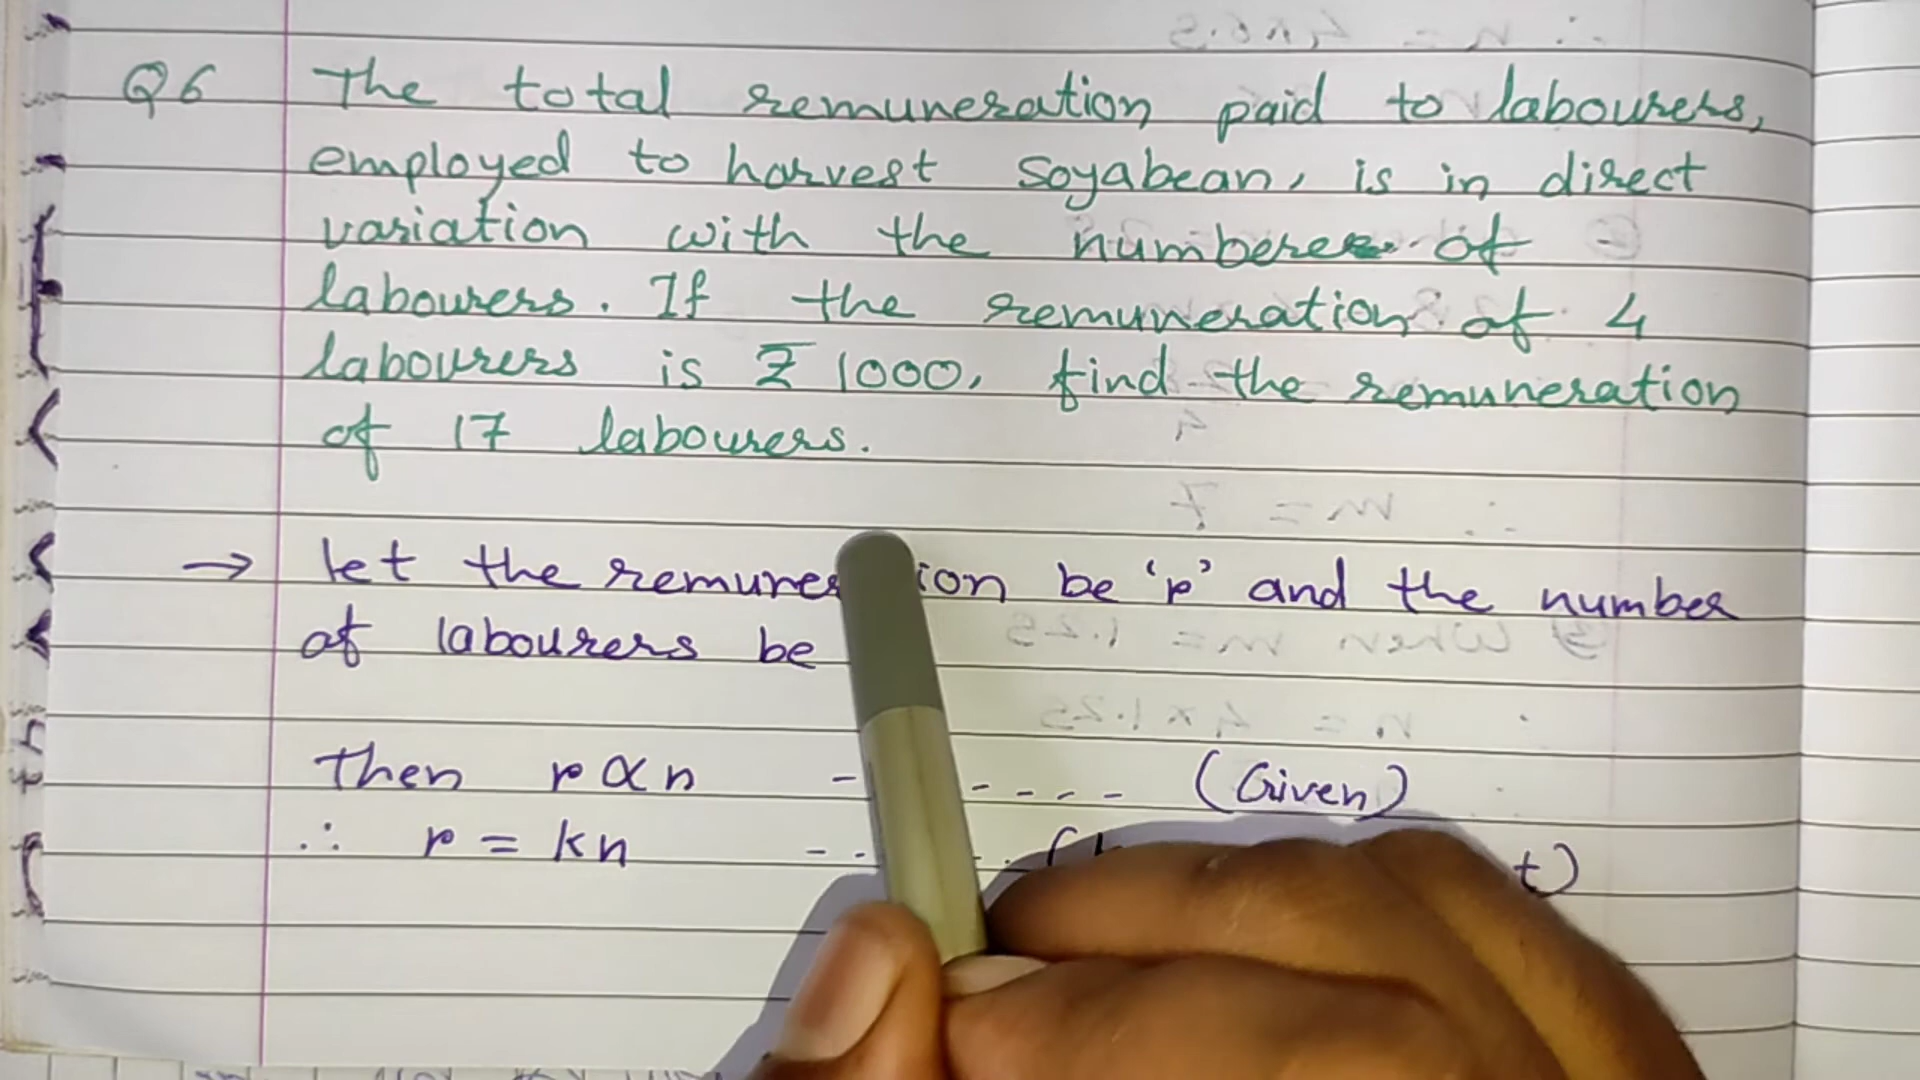 Q6 The total remuneration paid to labourers,
employed to harvest soyabean, is in direct
variation with the number of
labourers. If the remuneration of 4
labourers is ₹ 1000, find the remuneration
of 17 labourers.
→ let the remuner ion be 'r' and the number
of labourers be
Then r ∝ n - - - - - (Given)
∴ r = kn - - - ( t)